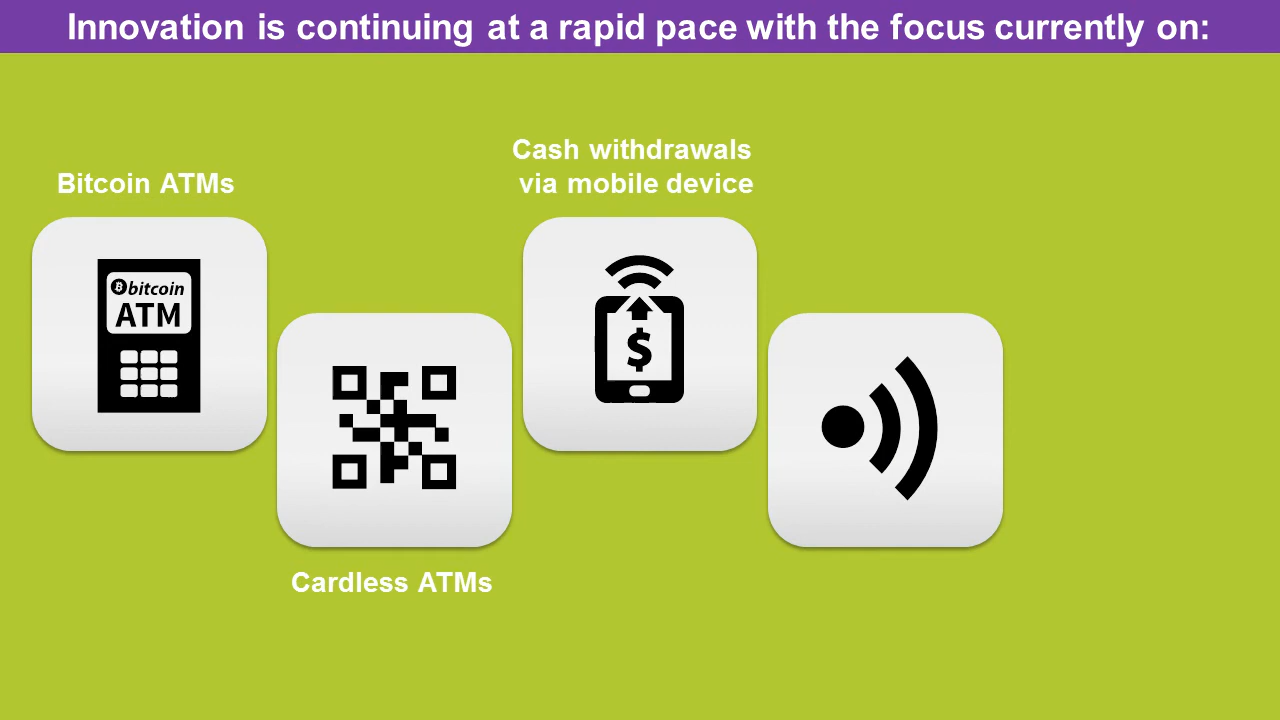 Innovation is continuing at a rapid pace with the focus currently on:
Bitcoin ATMs
Cash withdrawals
via mobile device
bitcoin
ATM
$
Cardless ATMs